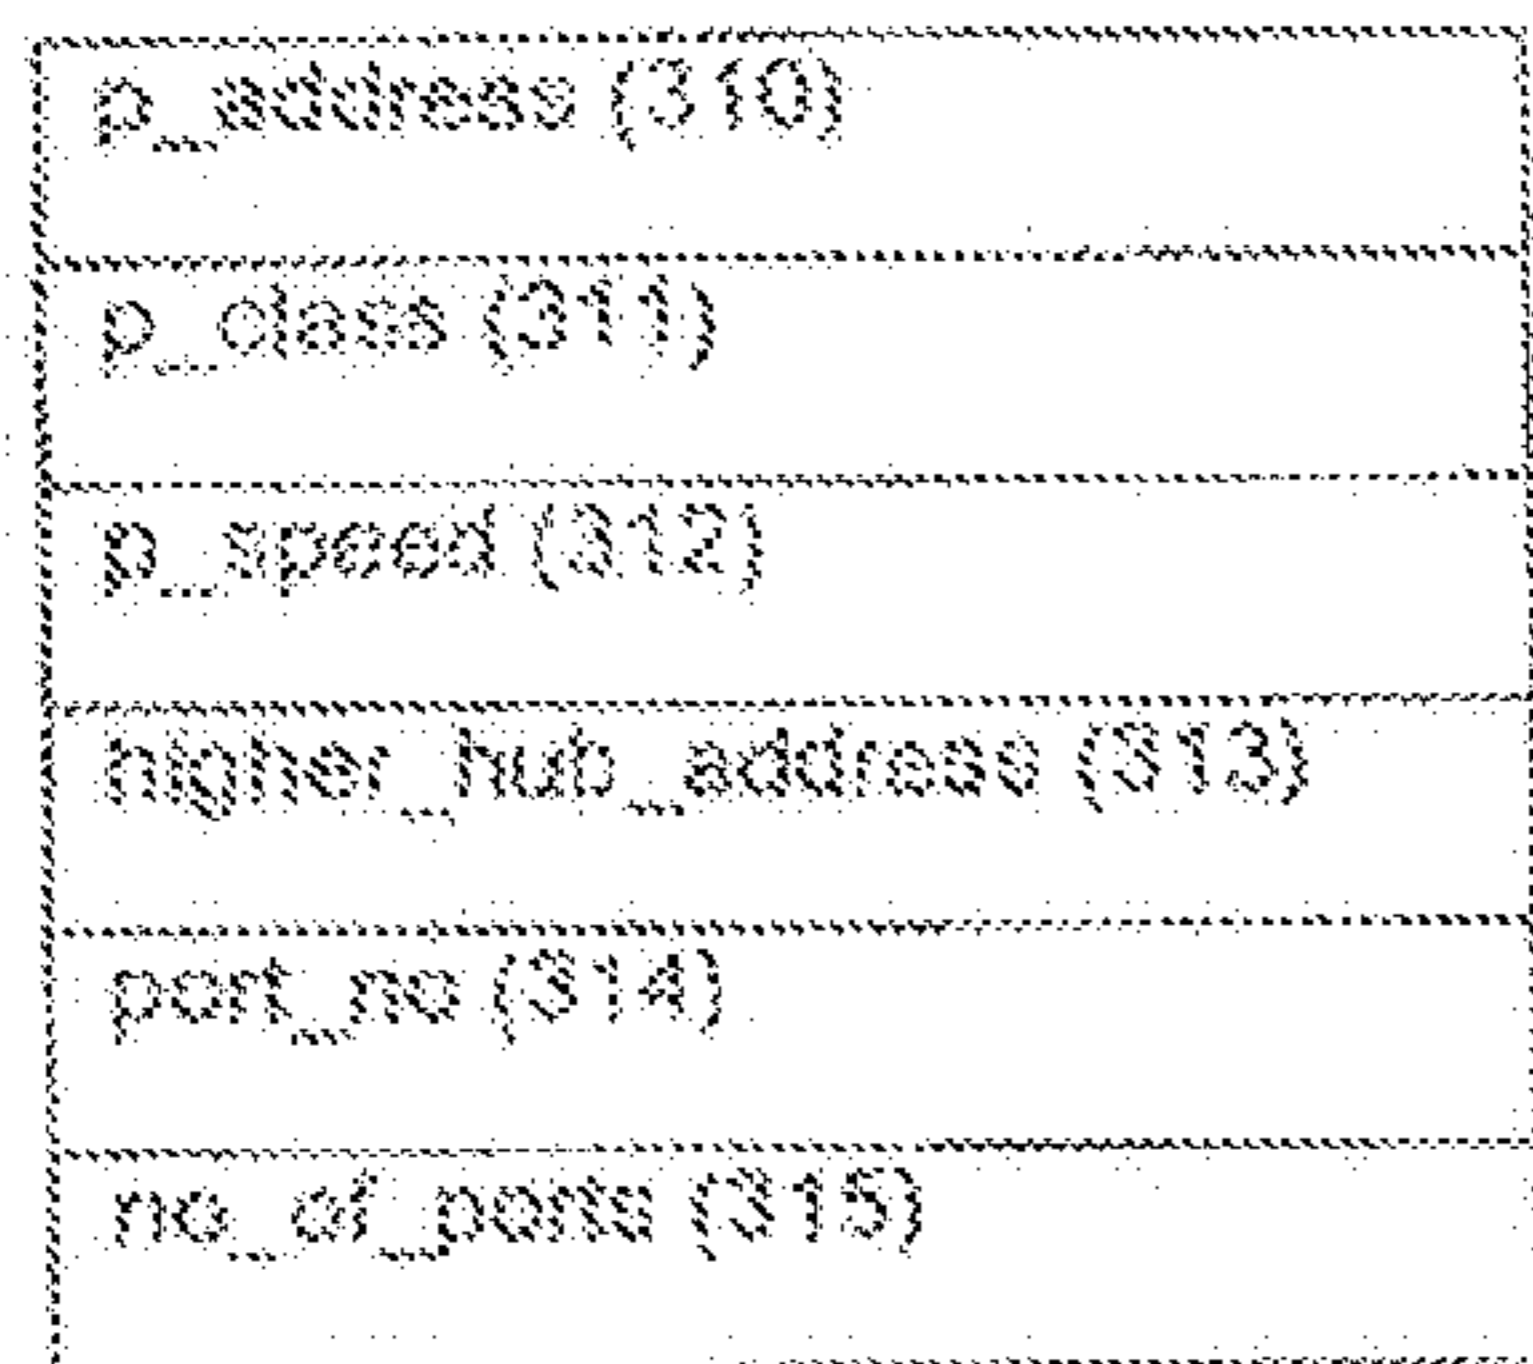 p_address (310)
p_class (311)
p_speed (312)
higher_hub_address (313)
port_no (314)
no_of_ports (315)